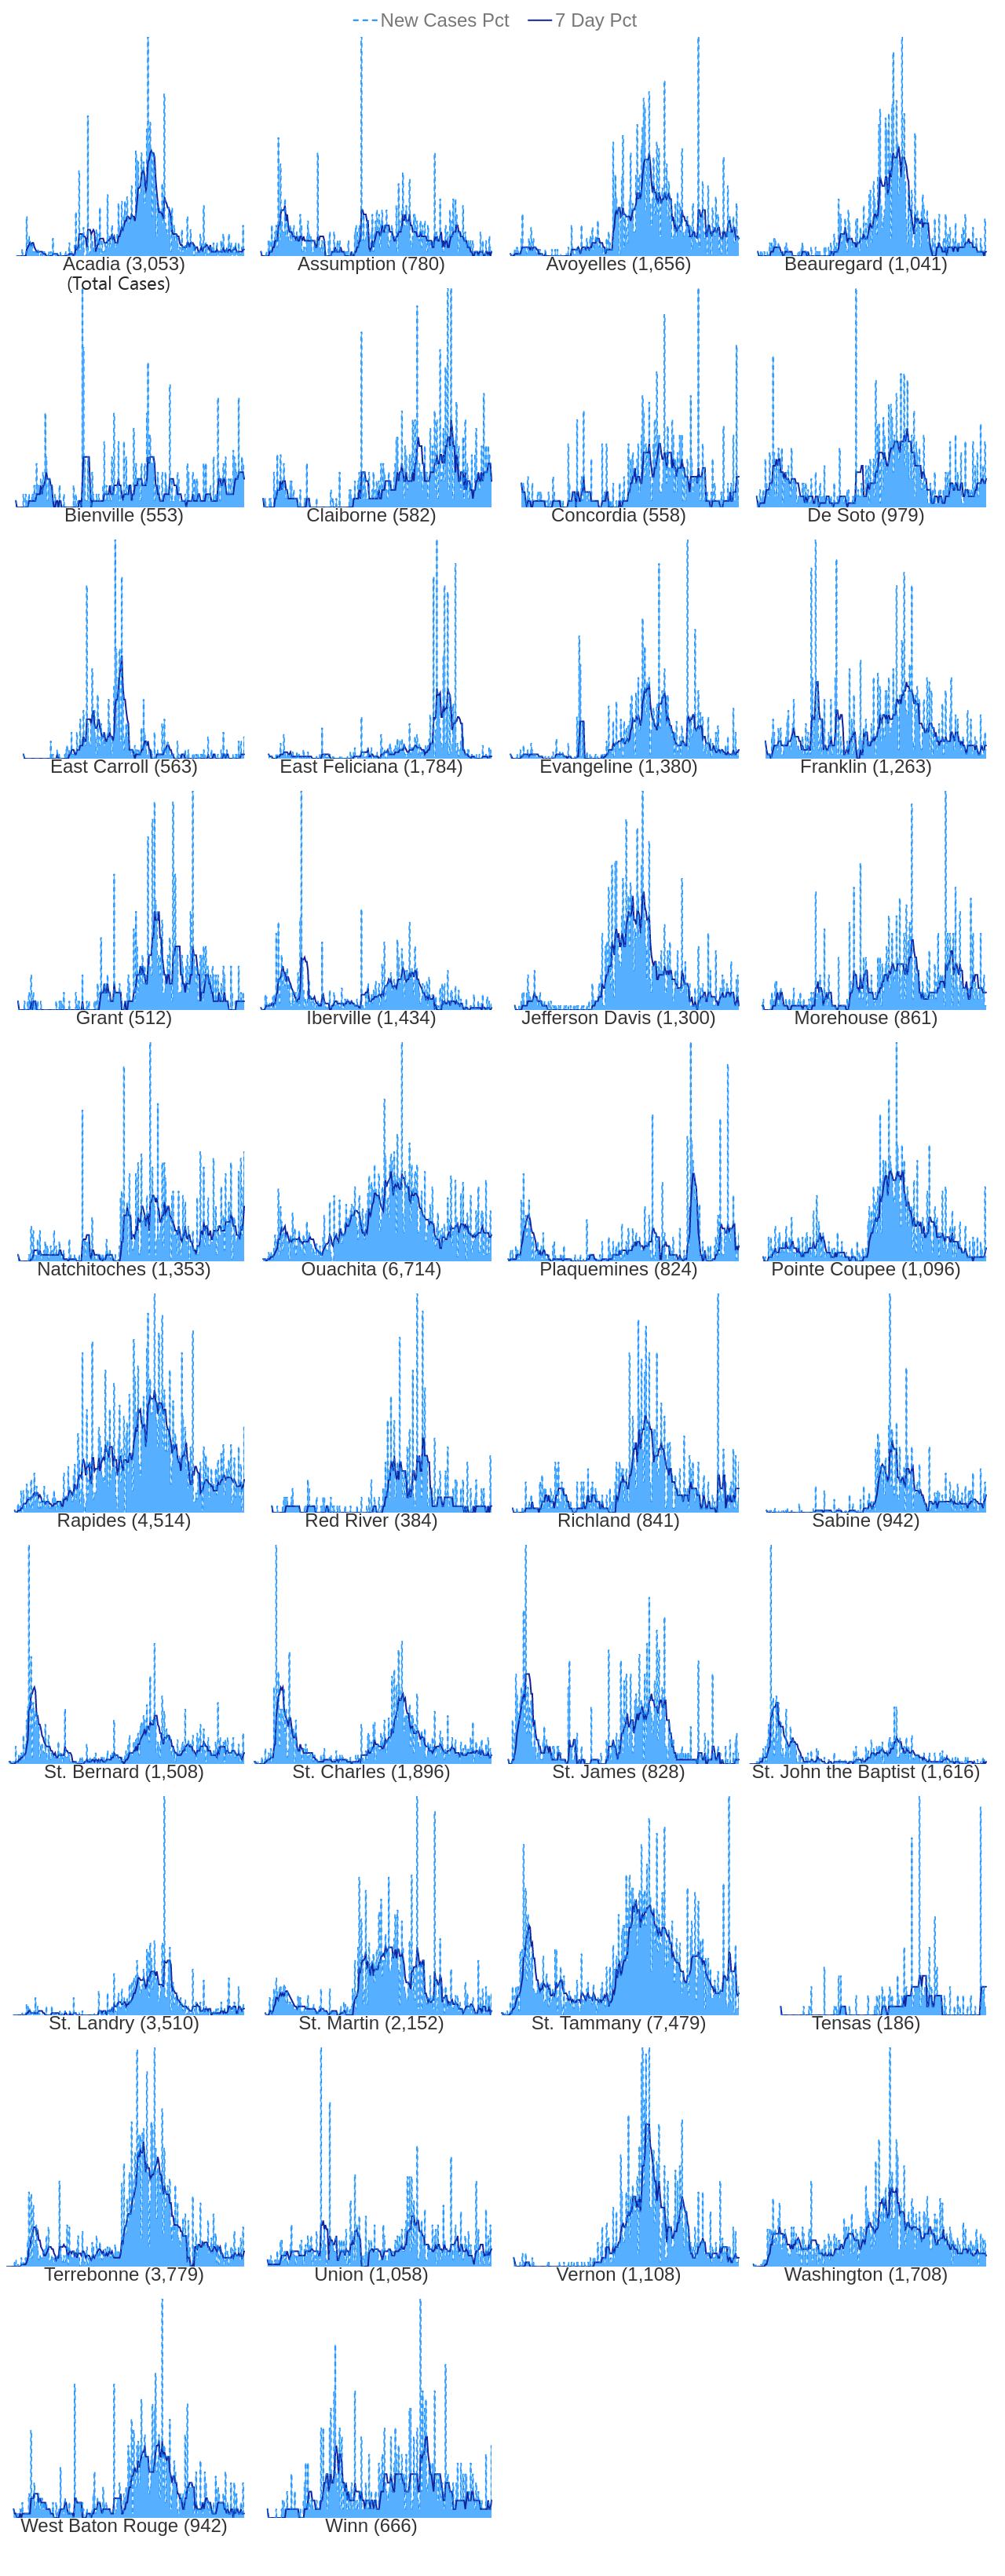 New Cases Pct 7 Day Pct
Acadia (3,053) Assumption (780) Avoyelles (1,656) Beauregard (1,041)
(Total Cases)
Bienville (553) Claiborne (582) Concordia (558) De Soto (979)
East Carroll (563) East Feliciana (1,784) Evangeline (1,380) Franklin (1,263)
Grant (512) Iberville (1,434) Jefferson Davis (1,300) Morehouse (861)
Natchitoches (1,353) Ouachita (6,714) Plaquemines (824) Pointe Coupee (1,096)
Rapides (4,514) Red River (384) Richland (841) Sabine (942)
St. Bernard (1,508) St. Charles (1,896) St. James (828) St. John the Baptist (1,616)
St. Landry (3,510) St. Martin (2,152) St. Tammany (7,479) Tensas (186)
Terrebonne (3,779) Union (1,058) Vernon (1,108) Washington (1,708)
West Baton Rouge (942) Winn (666)